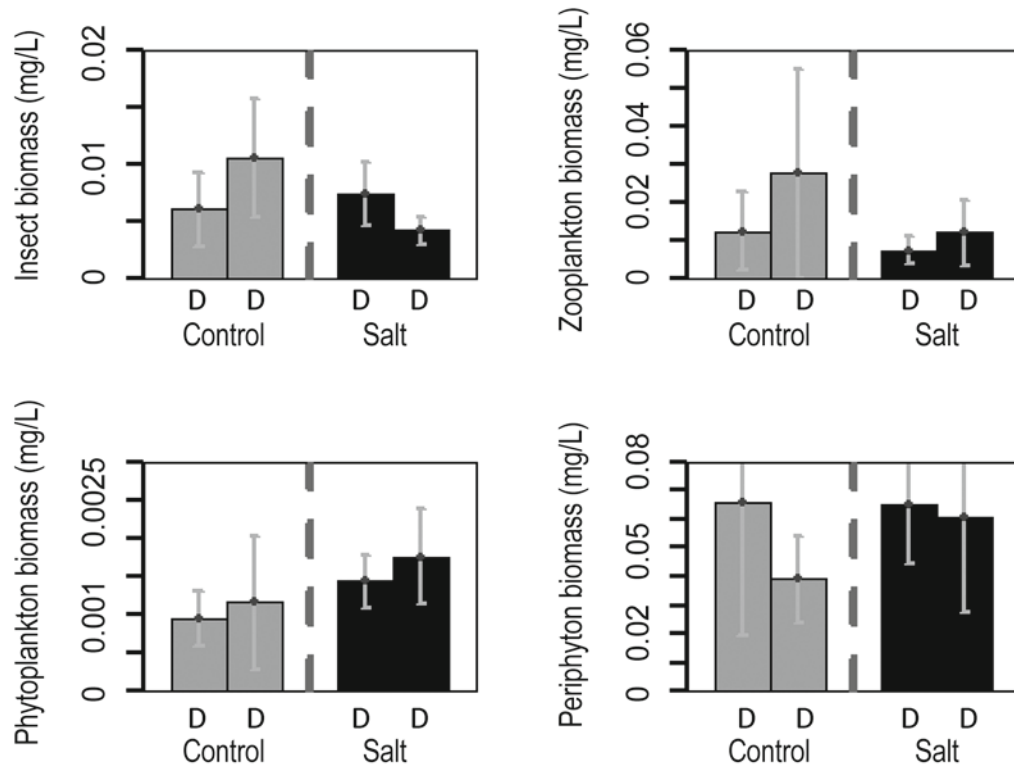 Insect biomass (mg/L)
0.02
0.01
0
D D
Control Salt
D D
Zooplankton biomass (mg/L)
0.06
0.04
0.02
0
D D
Control Salt
D D
Phytoplankton biomass (mg/L)
0.0025
0.001
0
D D
Control Salt
D D
Periphyton biomass (mg/L)
0.08
0.05
0.02
0
D D
Control Salt
D D